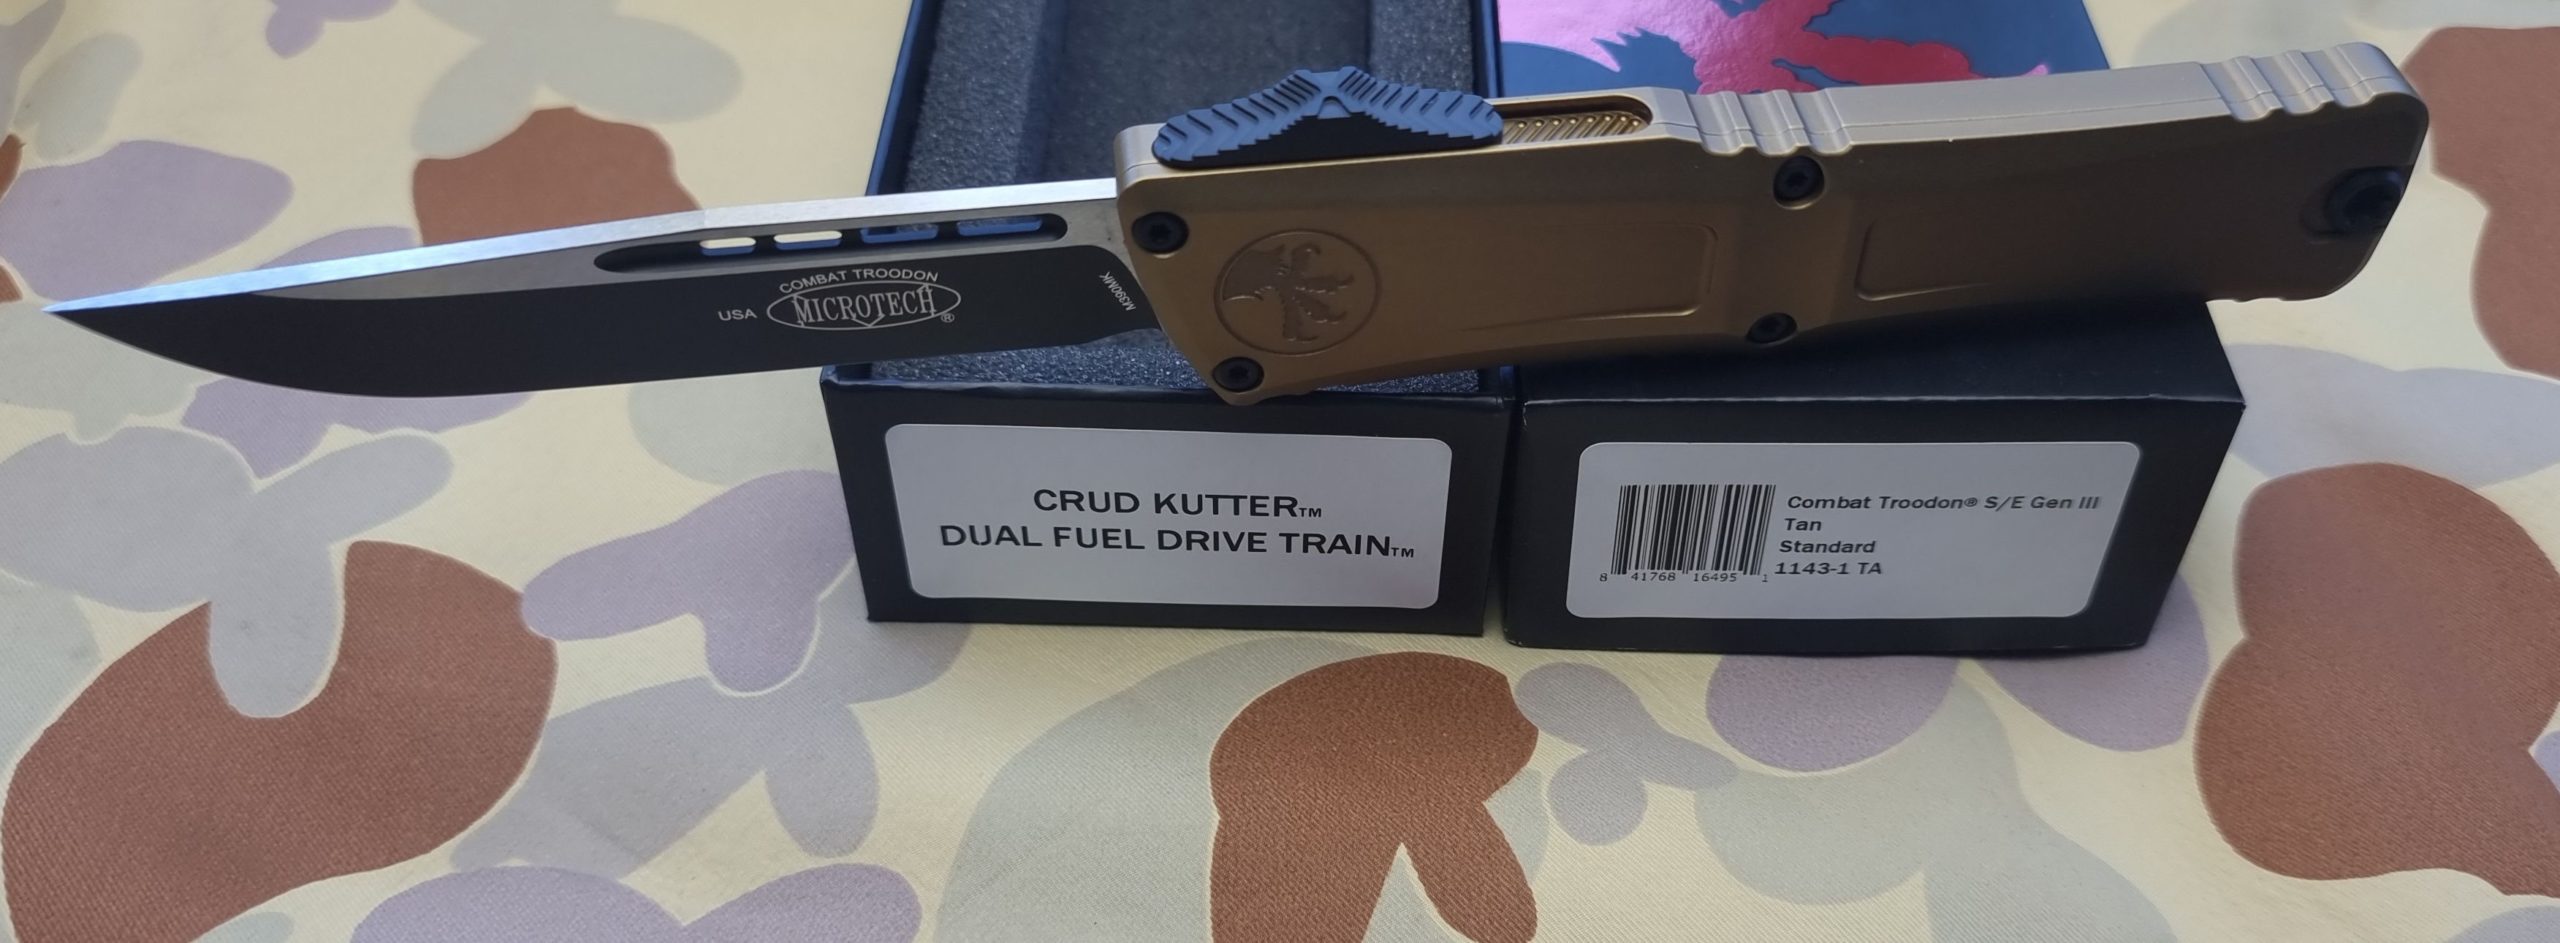 COMBAT TROODON
USA MICROTECH®
M390MK
CRUD KUTTER™
DUAL FUEL DRIVE TRAIN™
Combat Troodon® S/E Gen III
Tan
Standard
1143-1 TA
8 41768 16495 1